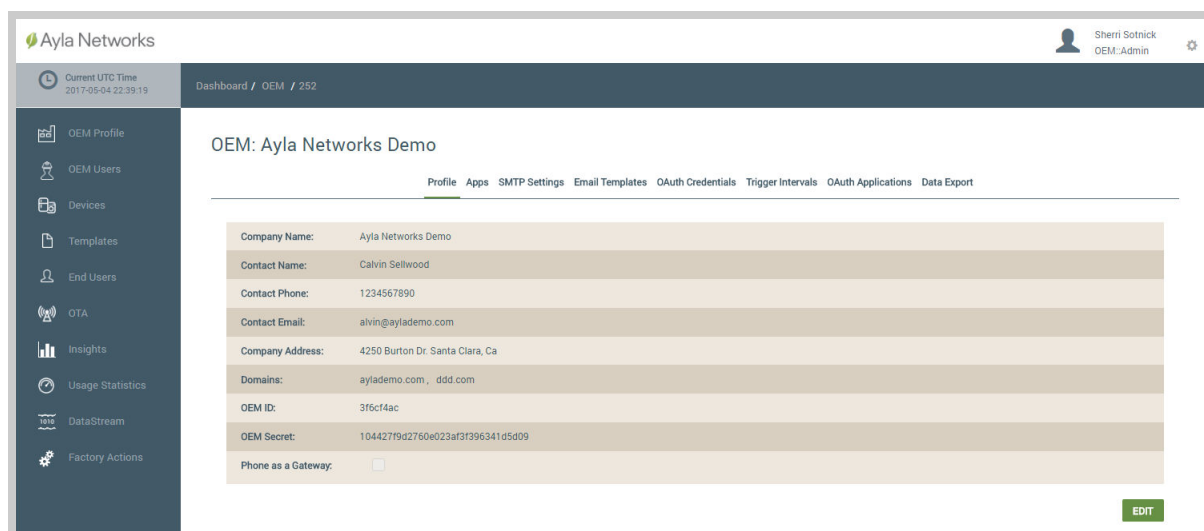 Ayla Networks
Sherri Sotnick
OEM::Admin
Current UTC Time
2017-05-04 22:39:19
Dashboard / OEM / 252
OEM Profile
OEM Users
Devices
Templates
End Users
OTA
Insights
Usage Statistics
DataStream
Factory Actions
OEM: Ayla Networks Demo
Profile Apps SMTP Settings Email Templates OAuth Credentials Trigger Intervals OAuth Applications Data Export
Company Name: Ayla Networks Demo
Contact Name: Calvin Sellwood
Contact Phone: 1234567890
Contact Email: alvin@aylademo.com
Company Address: 4250 Burton Dr. Santa Clara, Ca
Domains: aylademo.com , ddd.com
OEM ID: 3f6cf4ac
OEM Secret: 104427f9d2760e023af3f396341d5d09
Phone as a Gateway:
EDIT